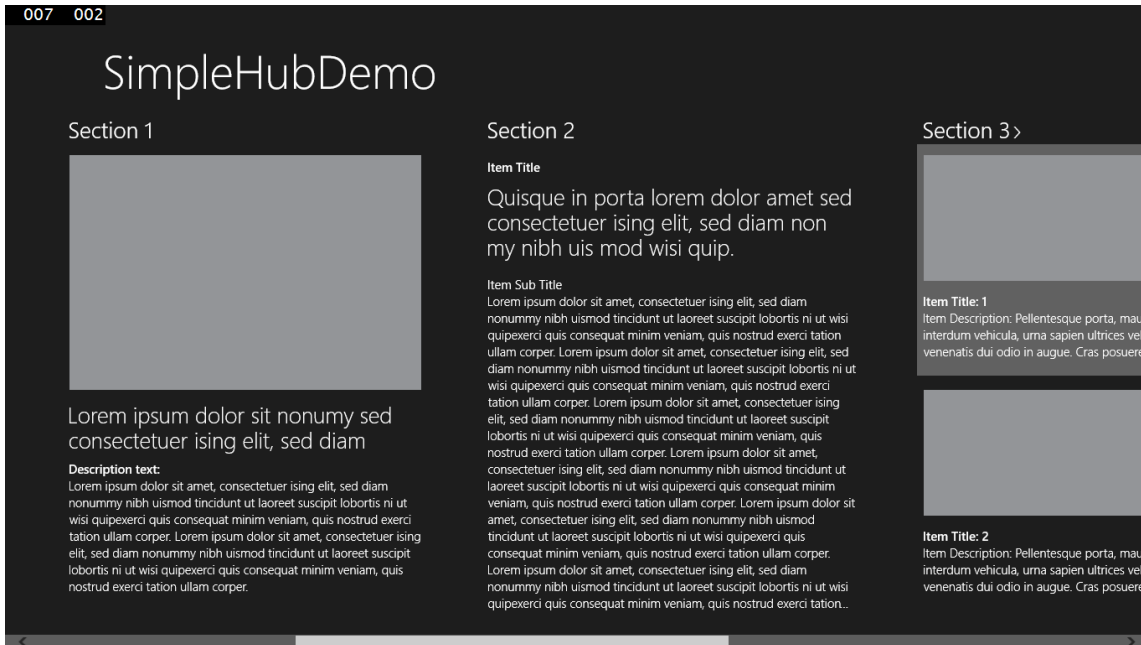 007 002
SimpleHubDemo
Section 1
Lorem ipsum dolor sit nonumy sed
consectetuer ising elit, sed diam
Description text:
Lorem ipsum dolor sit amet, consectetuer ising elit, sed diam
nonummy nibh uismod tincidunt ut laoreet suscipit lobortis ni ut
wisi quipexerci quis consequat minim veniam, quis nostrud exerci
tation ullam corper. Lorem ipsum dolor sit amet, consectetuer ising
elit, sed diam nonummy nibh uismod tincidunt ut laoreet suscipit
lobortis ni ut wisi quipexerci quis consequat minim veniam, quis
nostrud exerci tation ullam corper.
Section 2
Item Title
Quisque in porta lorem dolor amet sed
consectetuer ising elit, sed diam non
my nibh uis mod wisi quip.
Item Sub Title
Lorem ipsum dolor sit amet, consectetuer ising elit, sed diam
nonummy nibh uismod tincidunt ut laoreet suscipit lobortis ni ut wisi
quipexerci quis consequat minim veniam, quis nostrud exerci tation
ullam corper. Lorem ipsum dolor sit amet, consectetuer ising elit, sed
diam nonummy nibh uismod tincidunt ut laoreet suscipit lobortis ni ut
wisi quipexerci quis consequat minim veniam, quis nostrud exerci
tation ullam corper. Lorem ipsum dolor sit amet, consectetuer ising
elit, sed diam nonummy nibh uismod tincidunt ut laoreet suscipit
lobortis ni ut wisi quipexerci quis consequat minim veniam, quis
nostrud exerci tation ullam corper. Lorem ipsum dolor sit amet,
consectetuer ising elit, sed diam nonummy nibh uismod tincidunt ut
laoreet suscipit lobortis ni ut wisi quipexerci quis consequat minim
veniam, quis nostrud exerci tation ullam corper. Lorem ipsum dolor sit
amet, consectetuer ising elit, sed diam nonummy nibh uismod
tincidunt ut laoreet suscipit lobortis ni ut wisi quipexerci quis
consequat minim veniam, quis nostrud exerci tation ullam corper.
Lorem ipsum dolor sit amet, consectetuer ising elit, sed diam
nonummy nibh uismod tincidunt ut laoreet suscipit lobortis ni ut wisi
quipexerci quis consequat minim veniam, quis nostrud exerci tation...
Section 3>
Item Title: 1
Item Description: Pellentesque porta, mau
interdum vehicula, urna sapien ultrices vel
venenatis dui odio in augue. Cras posuere
Item Title: 2
Item Description: Pellentesque porta, mau
interdum vehicula, urna sapien ultrices vel
venenatis dui odio in augue. Cras posuere